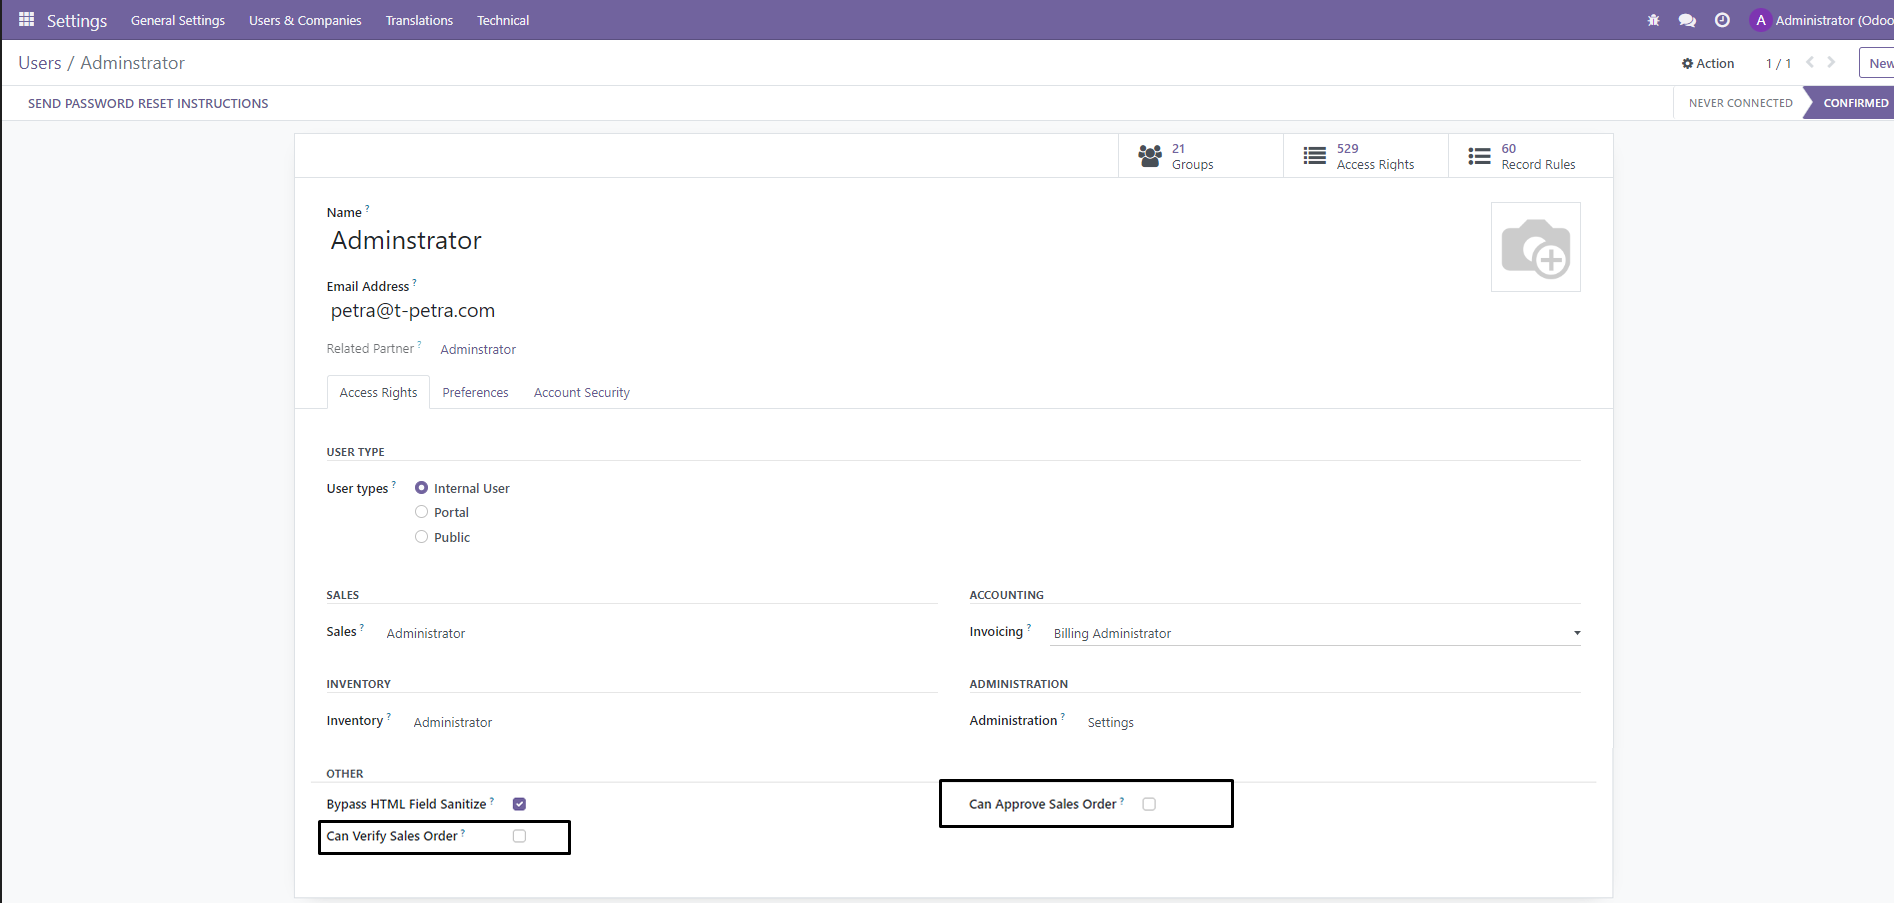 Settings General Settings Users & Companies Translations Technical A Administrator (Odoo
Users / Adminstrator Action 1 / 1 New
SEND PASSWORD RESET INSTRUCTIONS NEVER CONNECTED CONFIRMED
21 Groups 529 Access Rights 60 Record Rules
Name ?
Adminstrator
Email Address ?
petra@t-petra.com
Related Partner ? Adminstrator
Access Rights Preferences Account Security
USER TYPE
User types ? Internal User
Portal
Public
SALES ACCOUNTING
Sales ? Administrator Invoicing ? Billing Administrator
INVENTORY ADMINISTRATION
Inventory ? Administrator Administration ? Settings
OTHER
Bypass HTML Field Sanitize ? Can Approve Sales Order ?
Can Verify Sales Order ?